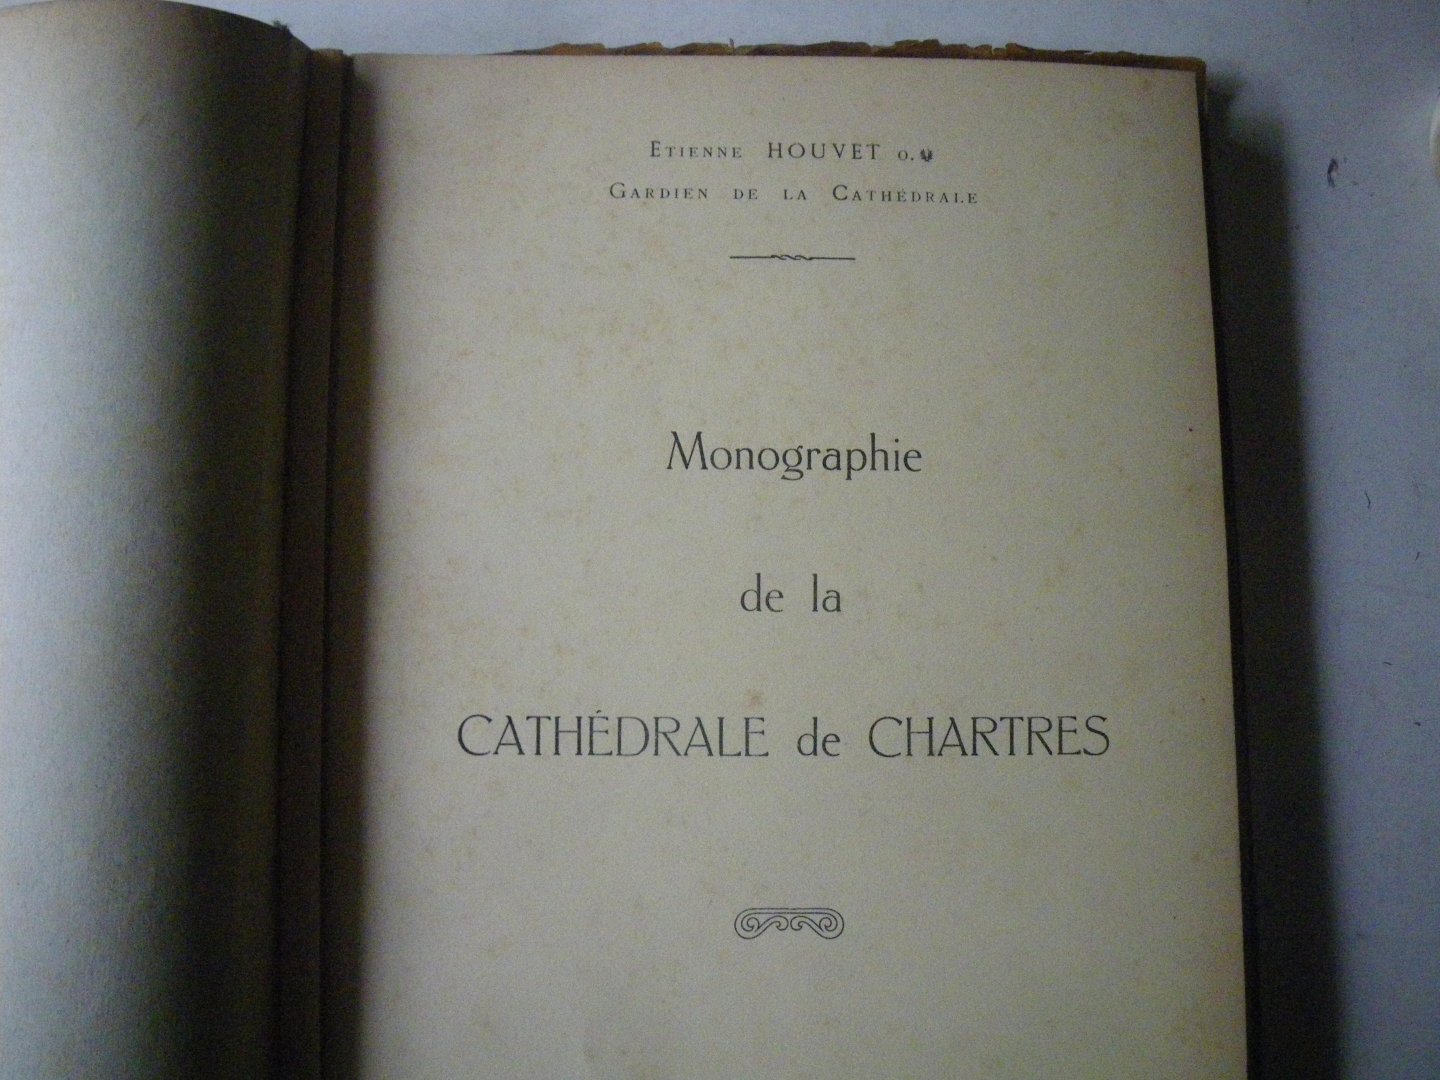 Etienne HOUVET O.
Gardien de la Cathédrale
Monographie
de la
CATHÉDRALE de CHARTRES